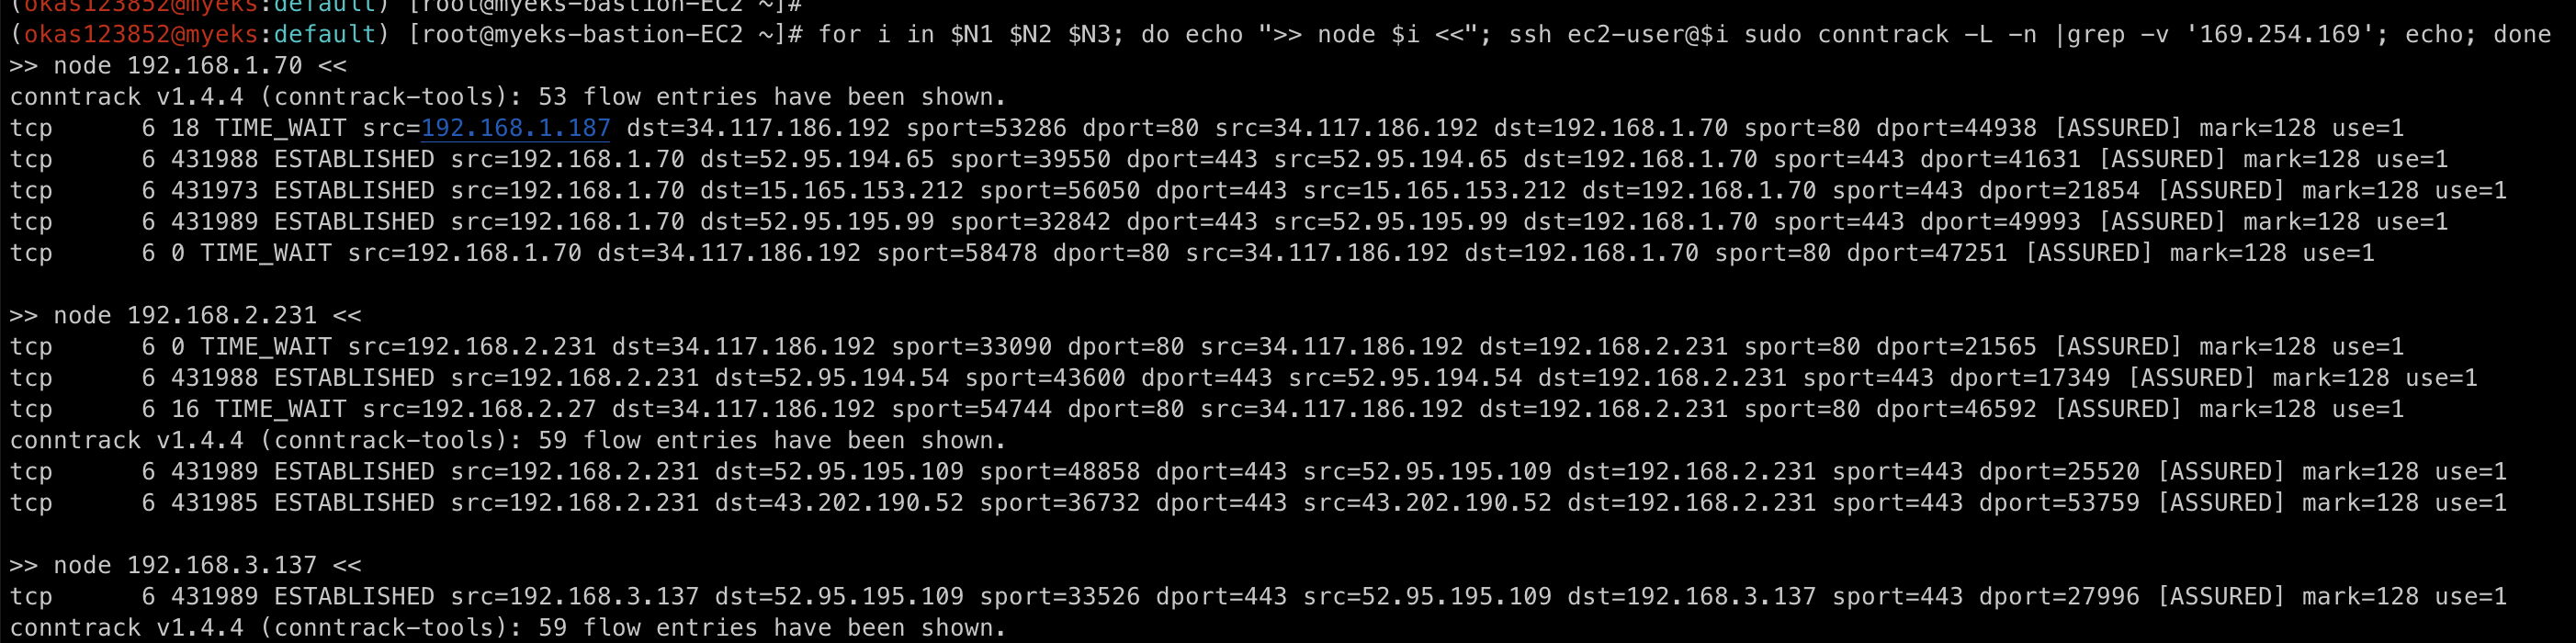 (okas123852@myeks:default) [root@myeks-bastion-EC2 ~]#
(okas123852@myeks:default) [root@myeks-bastion-EC2 ~]# for i in $N1 $N2 $N3; do echo ">> node $i <<"; ssh ec2-user@$i sudo conntrack -L -n |grep -v '169.254.169'; echo; done
>> node 192.168.1.70 <<
conntrack v1.4.4 (conntrack-tools): 53 flow entries have been shown.
tcp      6 18 TIME_WAIT src=192.168.1.187 dst=34.117.186.192 sport=53286 dport=80 src=34.117.186.192 dst=192.168.1.70 sport=80 dport=44938 [ASSURED] mark=128 use=1
tcp      6 431988 ESTABLISHED src=192.168.1.70 dst=52.95.194.65 sport=39550 dport=443 src=52.95.194.65 dst=192.168.1.70 sport=443 dport=41631 [ASSURED] mark=128 use=1
tcp      6 431973 ESTABLISHED src=192.168.1.70 dst=15.165.153.212 sport=56050 dport=443 src=15.165.153.212 dst=192.168.1.70 sport=443 dport=21854 [ASSURED] mark=128 use=1
tcp      6 431989 ESTABLISHED src=192.168.1.70 dst=52.95.195.99 sport=32842 dport=443 src=52.95.195.99 dst=192.168.1.70 sport=443 dport=49993 [ASSURED] mark=128 use=1
tcp      6 0 TIME_WAIT src=192.168.1.70 dst=34.117.186.192 sport=58478 dport=80 src=34.117.186.192 dst=192.168.1.70 sport=80 dport=47251 [ASSURED] mark=128 use=1
>> node 192.168.2.231 <<
tcp      6 0 TIME_WAIT src=192.168.2.231 dst=34.117.186.192 sport=33090 dport=80 src=34.117.186.192 dst=192.168.2.231 sport=80 dport=21565 [ASSURED] mark=128 use=1
tcp      6 431988 ESTABLISHED src=192.168.2.231 dst=52.95.194.54 sport=43600 dport=443 src=52.95.194.54 dst=192.168.2.231 sport=443 dport=17349 [ASSURED] mark=128 use=1
tcp      6 16 TIME_WAIT src=192.168.2.27 dst=34.117.186.192 sport=54744 dport=80 src=34.117.186.192 dst=192.168.2.231 sport=80 dport=46592 [ASSURED] mark=128 use=1
conntrack v1.4.4 (conntrack-tools): 59 flow entries have been shown.
tcp      6 431989 ESTABLISHED src=192.168.2.231 dst=52.95.195.109 sport=48858 dport=443 src=52.95.195.109 dst=192.168.2.231 sport=443 dport=25520 [ASSURED] mark=128 use=1
tcp      6 431985 ESTABLISHED src=192.168.2.231 dst=43.202.190.52 sport=36732 dport=443 src=43.202.190.52 dst=192.168.2.231 sport=443 dport=53759 [ASSURED] mark=128 use=1
>> node 192.168.3.137 <<
tcp      6 431989 ESTABLISHED src=192.168.3.137 dst=52.95.195.109 sport=33526 dport=443 src=52.95.195.109 dst=192.168.3.137 sport=443 dport=27996 [ASSURED] mark=128 use=1
conntrack v1.4.4 (conntrack-tools): 59 flow entries have been shown.